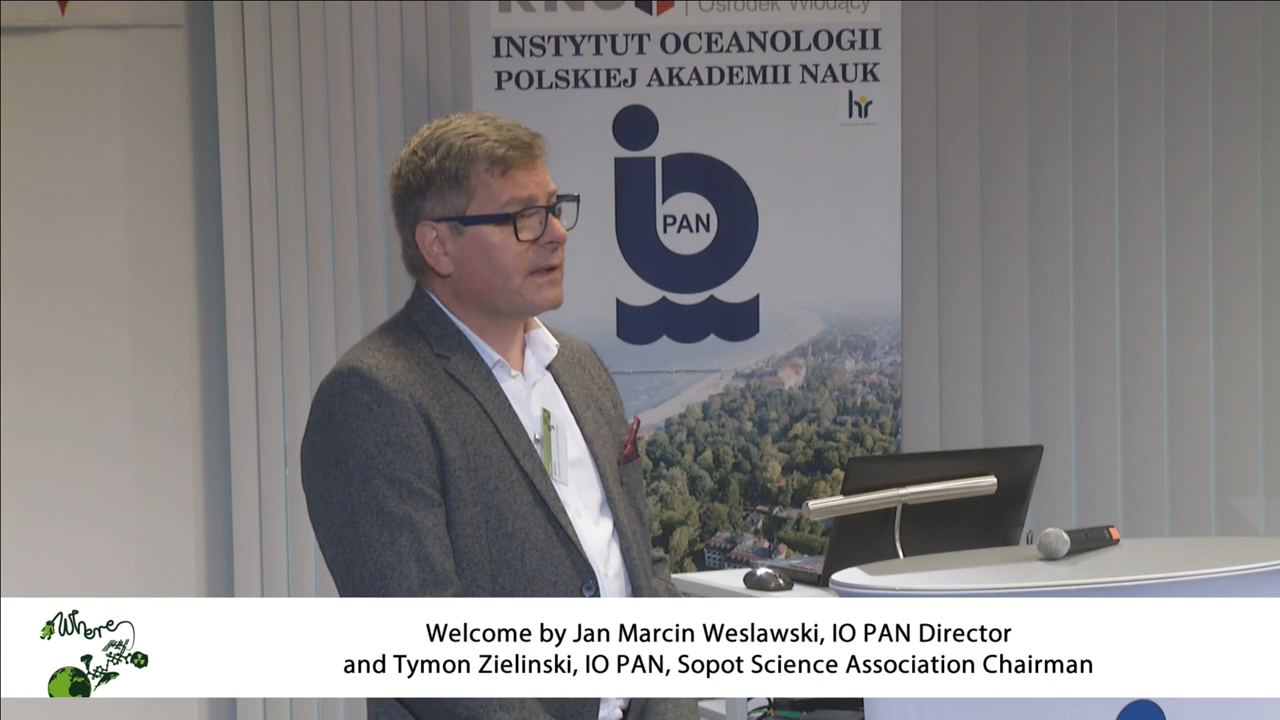 Ośrodek Wiodący
INSTYTUT OCEANOLOGII
POLSKIEJ AKADEMII NAUK
hr
PAN
Where
Welcome by Jan Marcin Weslawski, IO PAN Director
and Tymon Zielinski, IO PAN, Sopot Science Association Chairman